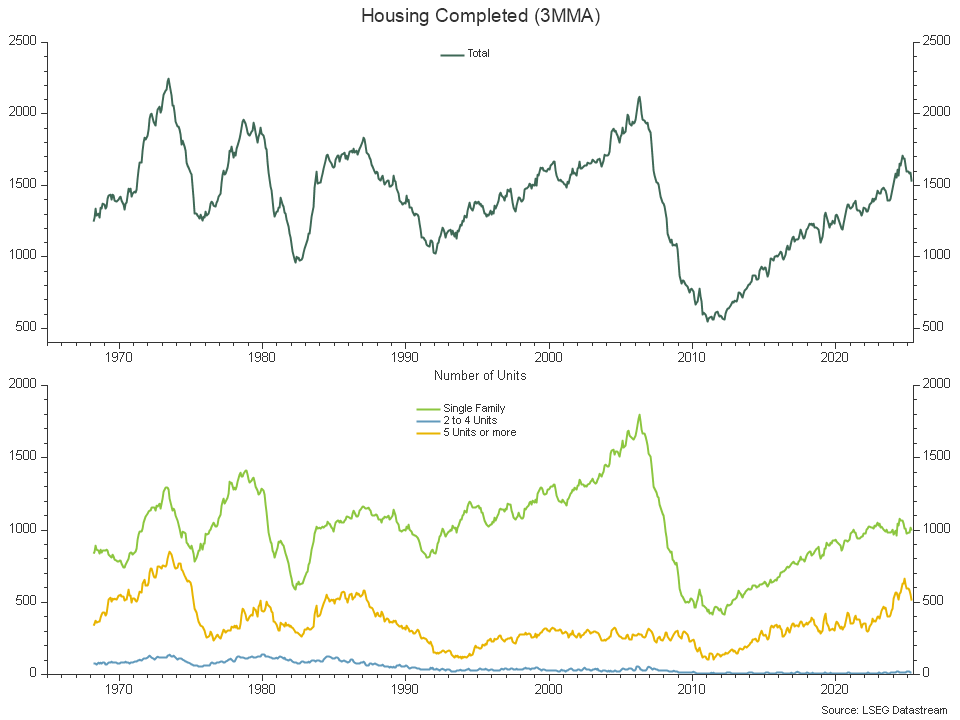 Housing Completed (3MMA)
2500 2500
Total
2000 2000
1500 1500
1000 1000
500 500
1970 1980 1990 2000 2010 2020
Number of Units
2000 2000
Single Family
2 to 4 Units
5 Units or more
1500 1500
1000 1000
500 500
0 0
1970 1980 1990 2000 2010 2020
Source: LSEG Datastream